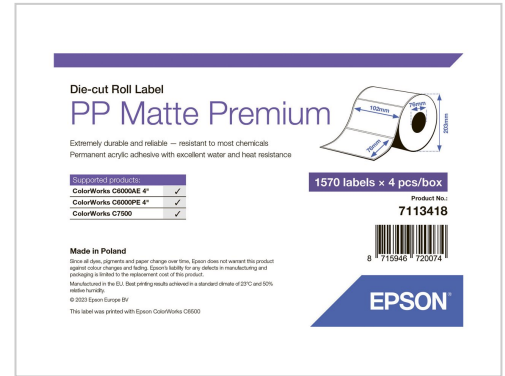 Die-cut Roll Label
PP Matte Premium
Extremely durable and reliable — resistant to most chemicals
Permanent acrylic adhesive with excellent water and heat resistance
103mm
76mm
76mm
203mm
Supported products:
ColorWorks C6000AE 4" ✓
ColorWorks C6000PE 4" ✓
ColorWorks C7500 ✓
1570 labels × 4 pcs/box
Product No.:
7113418
8 715946 720074
Made in Poland
Since all dyes, pigments and paper change over time, Epson does not warrant this product
against colour changes and fading. Epson's liability for any defects in manufacturing and
packaging is limited to the replacement cost of this product.
Manufactured in the EU. Best printing results achieved in a standard climate of 23°C and 50%
relative humidity.
© 2023 Epson Europe BV
This label was printed with Epson ColorWorks C6500
EPSON®